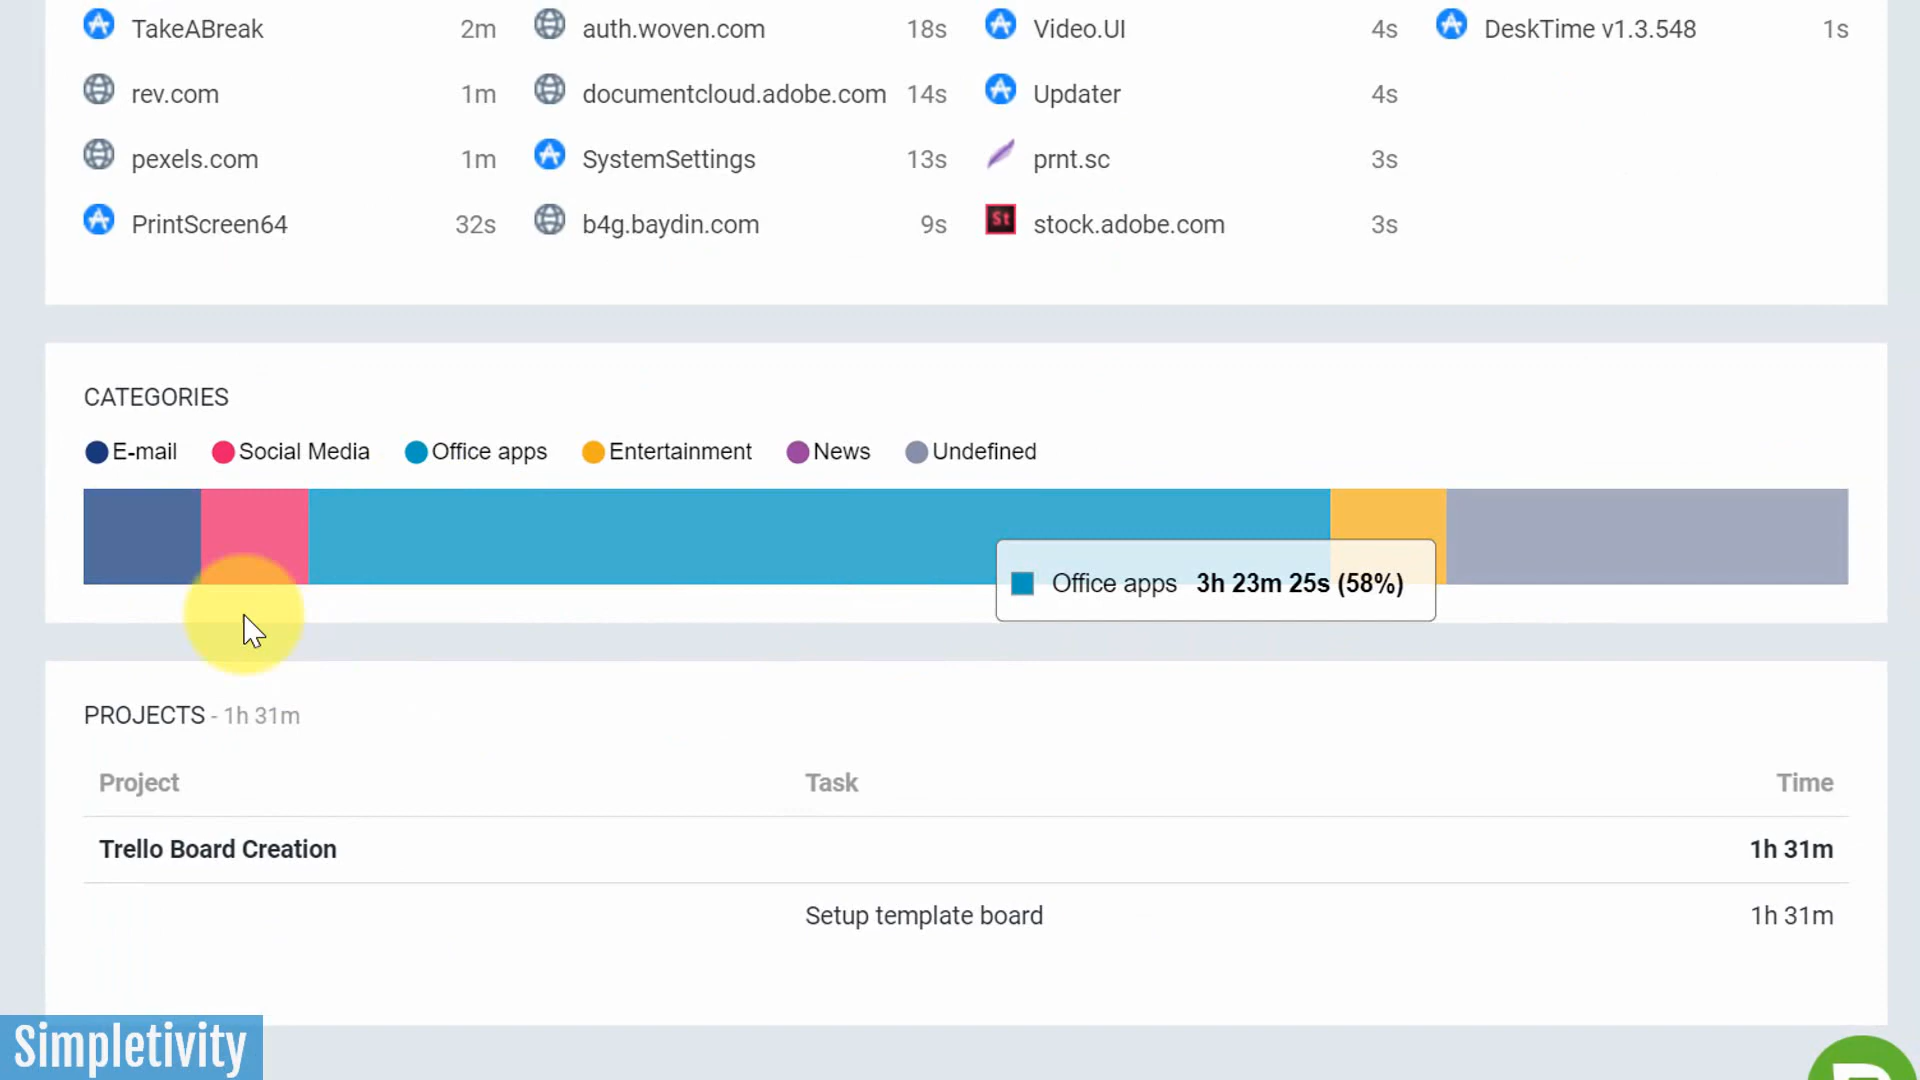 TakeABreak 2m auth.woven.com 18s Video.UI 4s DeskTime v1.3.548 1s
rev.com 1m documentcloud.adobe.com 14s Updater 4s
pexels.com 1m SystemSettings 13s prnt.sc 3s
PrintScreen64 32s b4g.baydin.com 9s St stock.adobe.com 3s
CATEGORIES
E-mail Social Media Office apps Entertainment News Undefined
Office apps 3h 23m 25s (58%)
PROJECTS - 1h 31m
Project Task Time
Trello Board Creation 1h 31m
Setup template board 1h 31m
Simpletivity